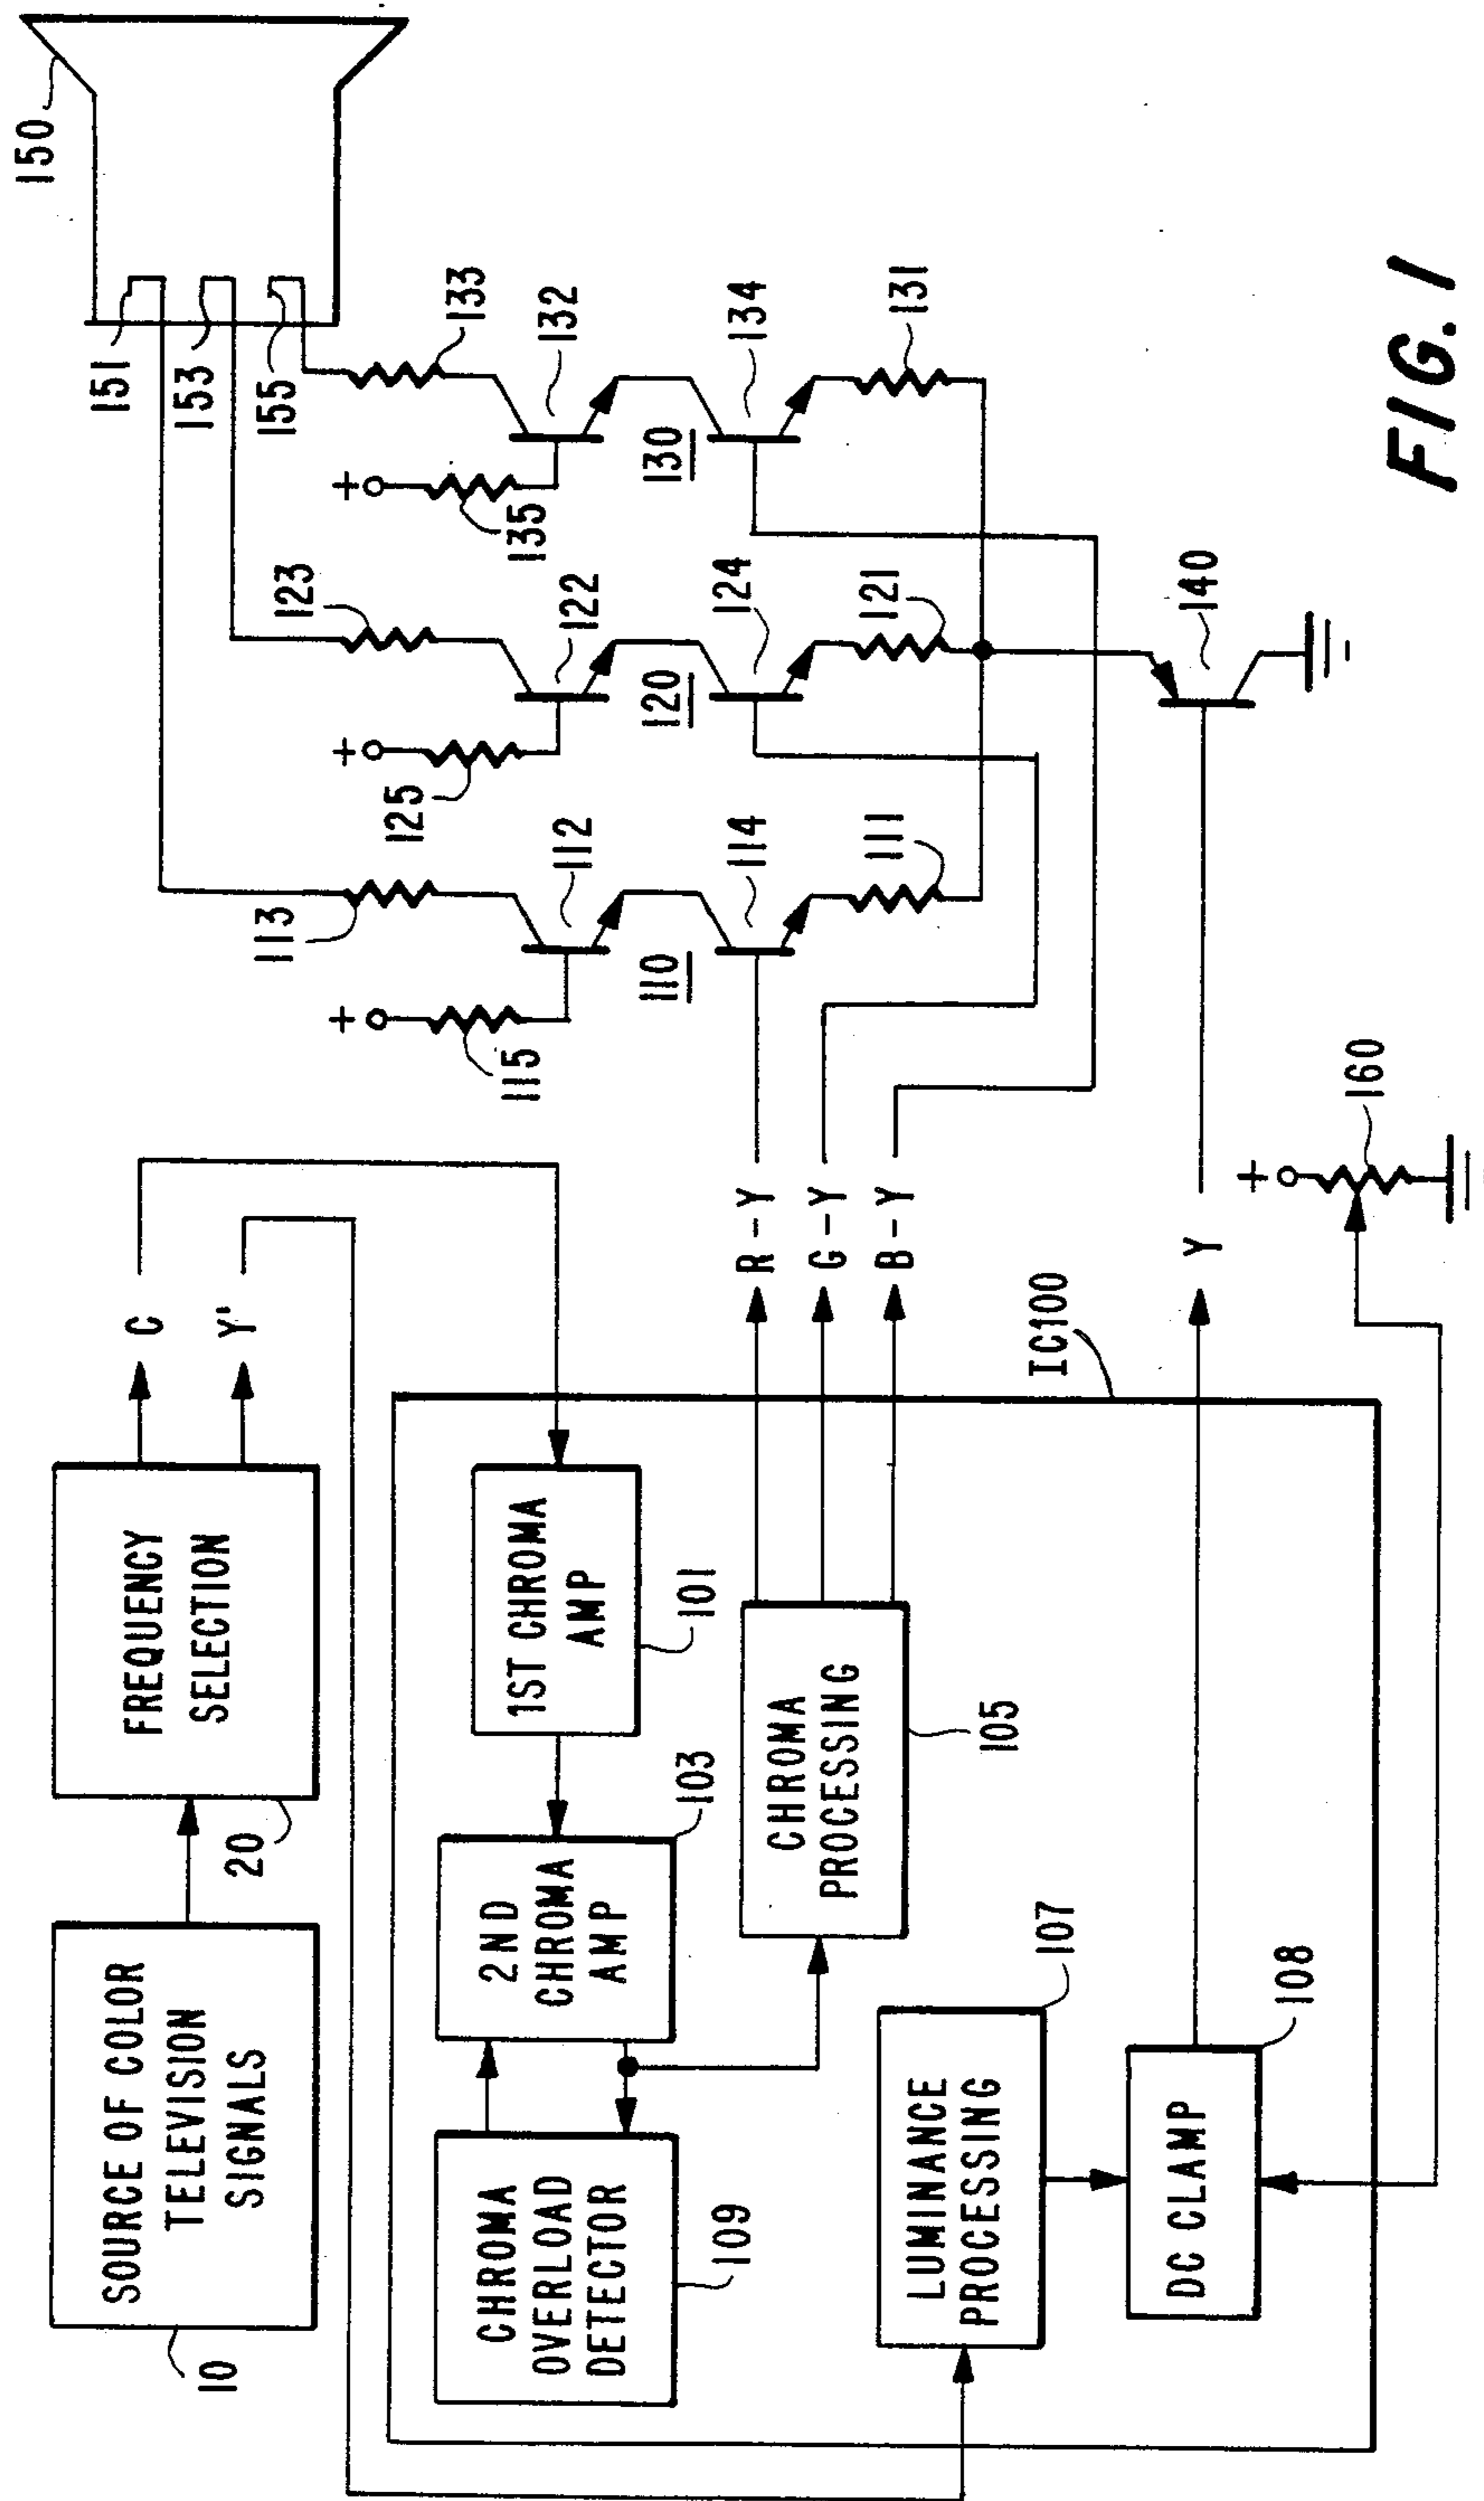 SOURCE OF COLOR
TELEVISION
SIGNALS
10
FREQUENCY
SELECTION
20
C
Y'
1ST CHROMA
AMP
101
2ND
CHROMA
AMP
103
CHROMA
OVERLOAD
DETECTOR
109
CHROMA
PROCESSING
105
LUMINANCE
PROCESSING
107
DC CLAMP
108
IC100
R-Y
G-Y
B-Y
Y
+
160
+
115
113
112
110
114
111
+
125
123
122
120
124
121
+
135
133
132
130
134
131
140
151
153
155
150
FIG. 1